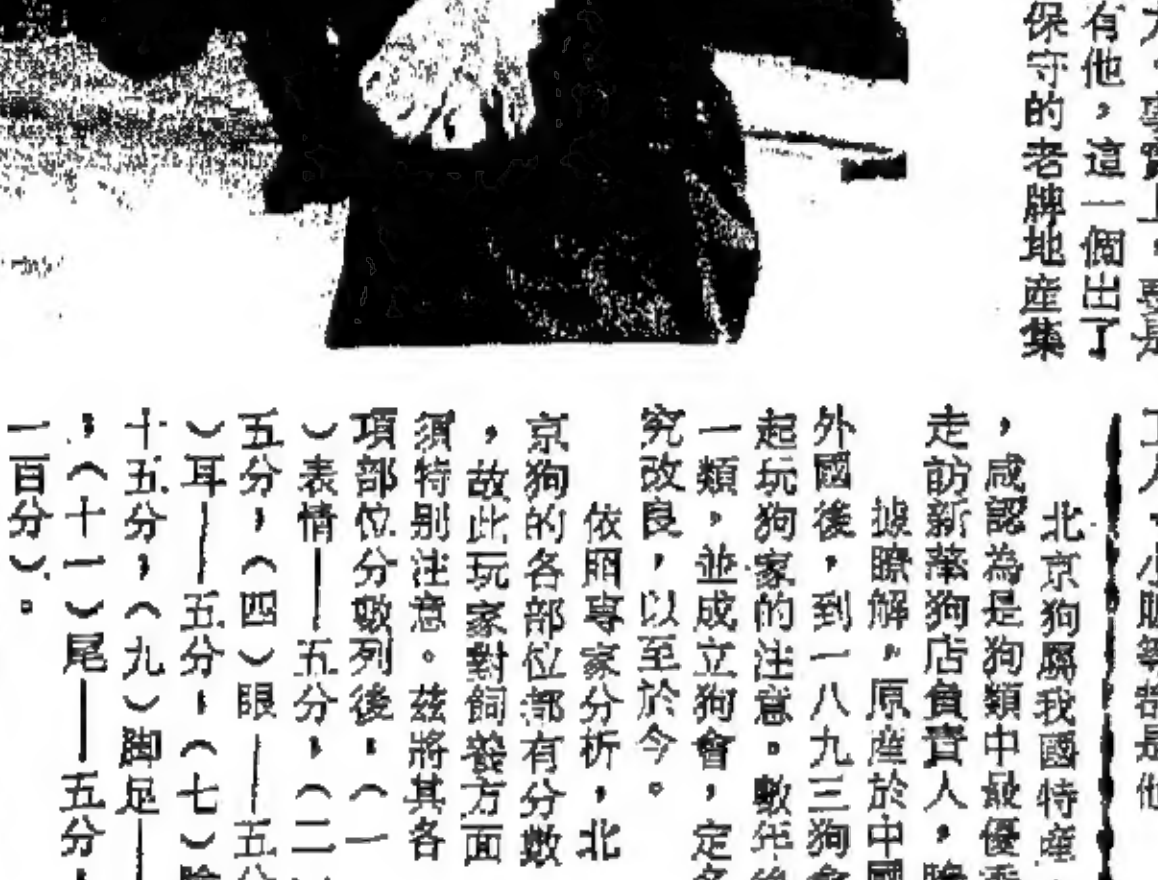 有他，這一個出了
保守的老牌地產集
北京狗屬我國特產
，咸認為是狗類中最優秀
走訪新藥狗店負責人，
據瞭解，原產於中國
外國後，到一八九三狗會
起玩狗家的注意。數年後
一類，並成立狗會，定名
究改良，以至於今。
依照專家分析，北
京狗的各部位都有分數
，故此玩家對飼養方面
須特別注意。茲將其各
項部位分數列後：（一
）表情——五分，（二
五分，（四）眼——五分
）耳——五分，（七）臉
十五分，（九）脚足——
，（十一）尾——五分，
一百分）。